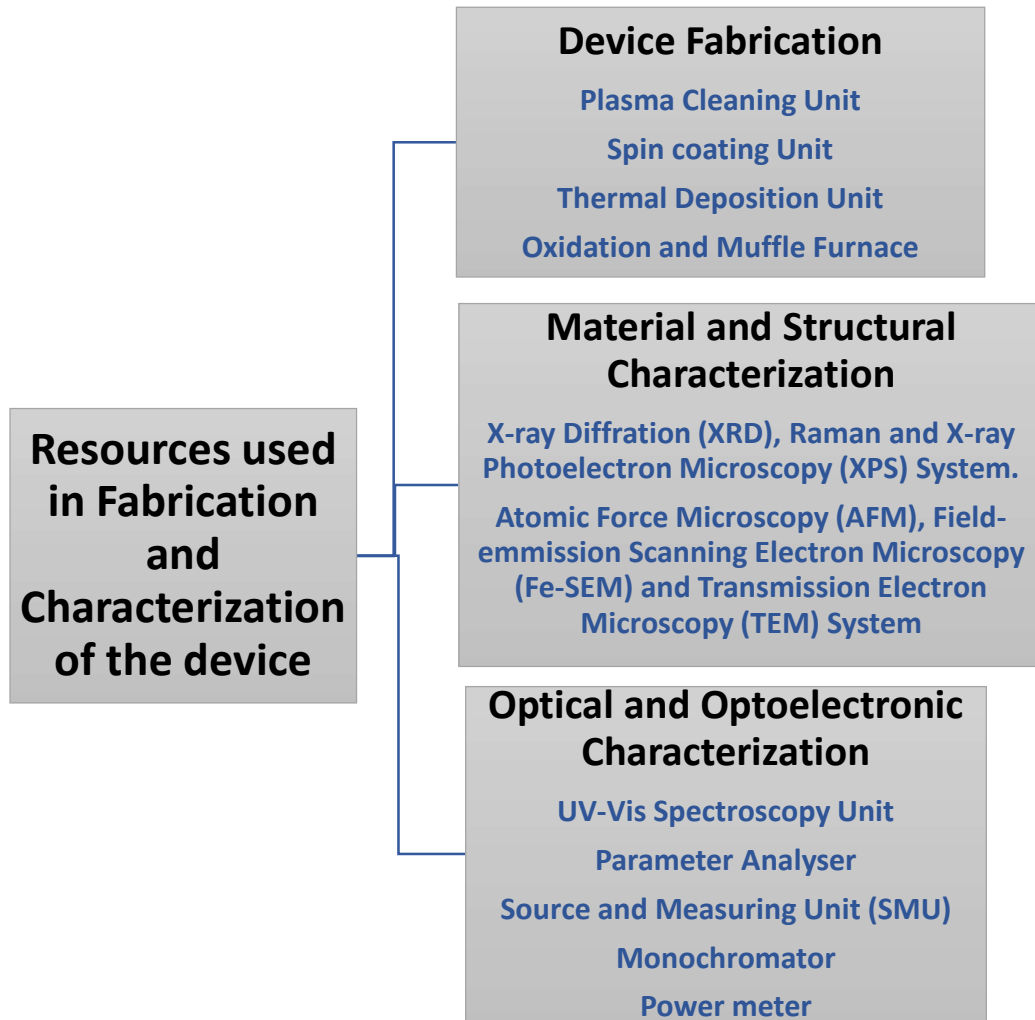 Resources used
in Fabrication
and
Characterization
of the device
Device Fabrication
Plasma Cleaning Unit
Spin coating Unit
Thermal Deposition Unit
Oxidation and Muffle Furnace
Material and Structural
Characterization
X-ray Diffration (XRD), Raman and X-ray
Photoelectron Microscopy (XPS) System.
Atomic Force Microscopy (AFM), Field-
emmission Scanning Electron Microscopy
(Fe-SEM) and Transmission Electron
Microscopy (TEM) System
Optical and Optoelectronic
Characterization
UV-Vis Spectroscopy Unit
Parameter Analyser
Source and Measuring Unit (SMU)
Monochromator
Power meter